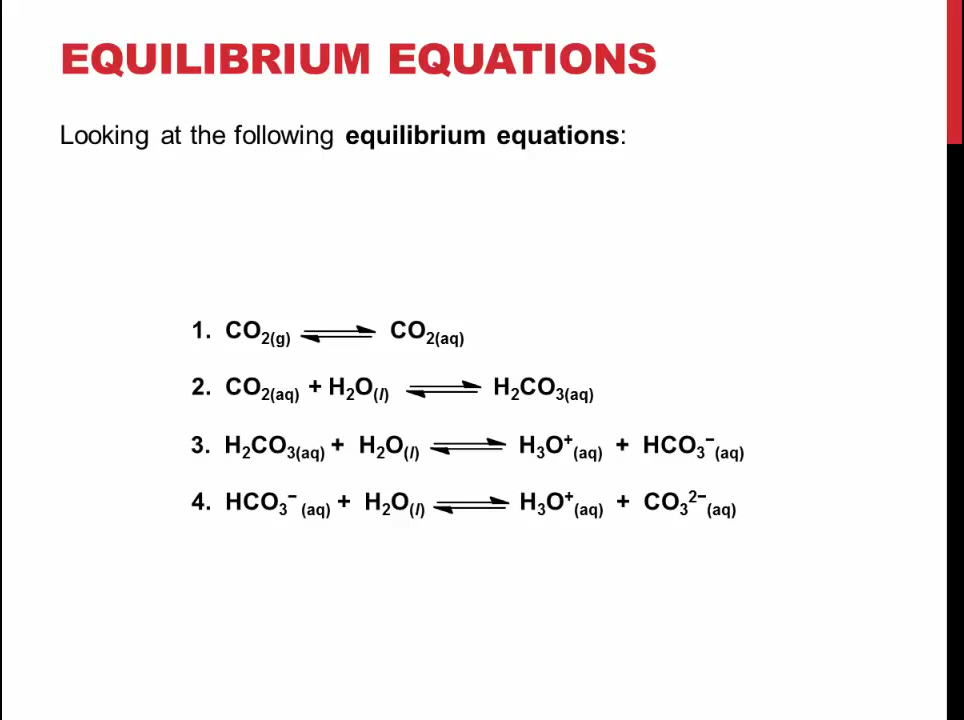 EQUILIBRIUM EQUATIONS
Looking at the following equilibrium equations:
1. CO₂(g) ⇌ CO₂(aq)
2. CO₂(aq) + H₂O(l) ⇌ H₂CO₃(aq)
3. H₂CO₃(aq) + H₂O(l) ⇌ H₃O⁺(aq) + HCO₃⁻(aq)
4. HCO₃⁻(aq) + H₂O(l) ⇌ H₃O⁺(aq) + CO₃²⁻(aq)